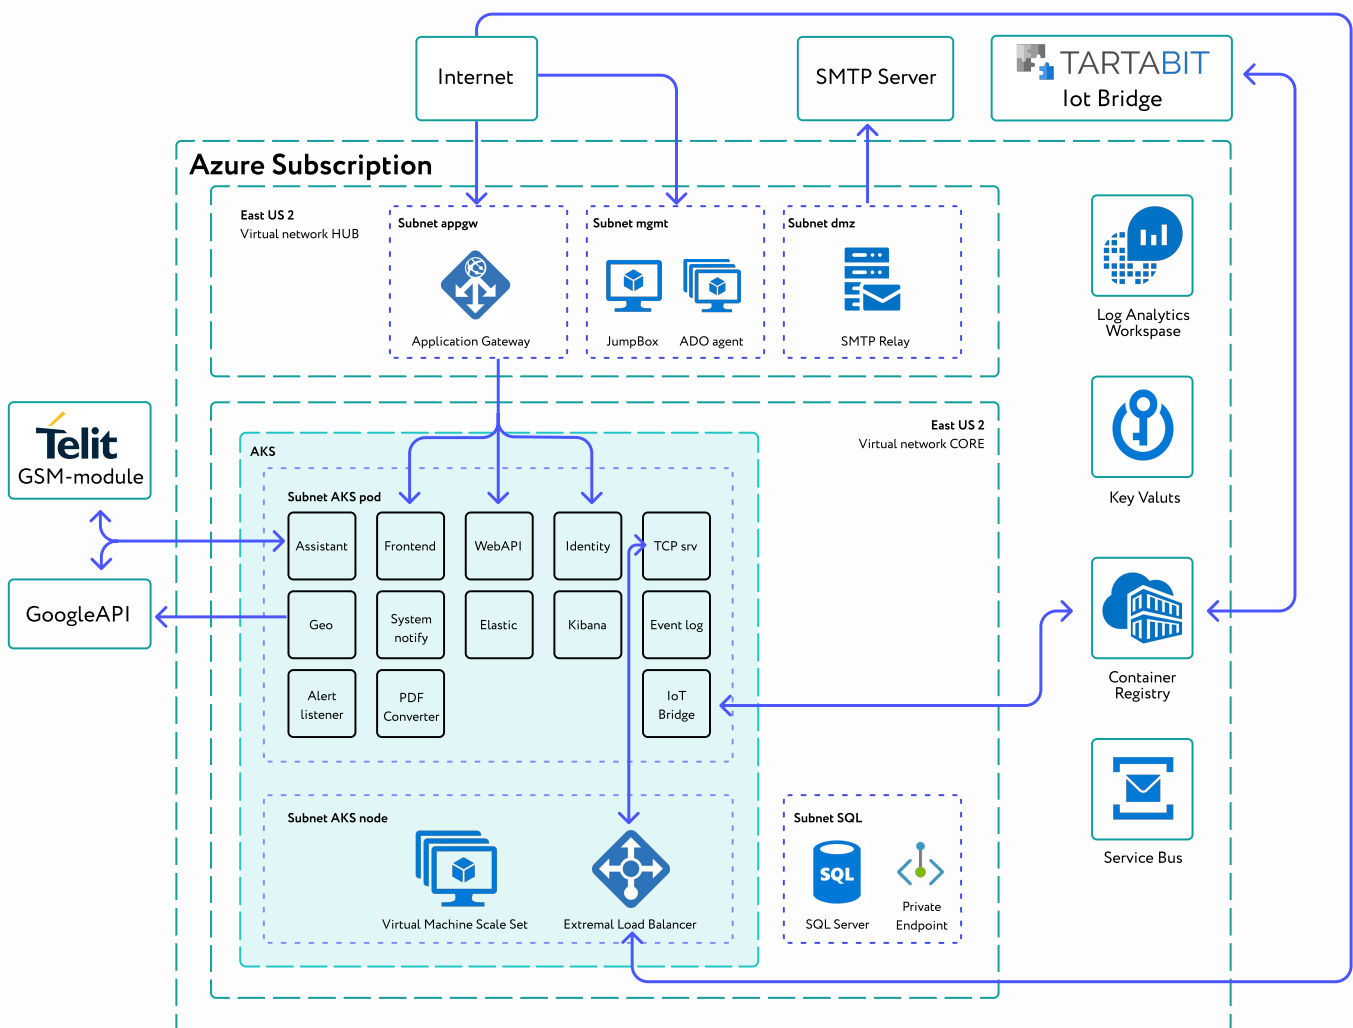 Internet
SMTP Server
TARTABIT
Iot Bridge
Azure Subscription
East US 2
Virtual network HUB
Subnet appgw
Application Gateway
Subnet mgmt
JumpBox
ADO agent
Subnet dmz
SMTP Relay
Log Analytics
Workspase
Telit
GSM-module
East US 2
Virtual network CORE
AKS
Key Valuts
Subnet AKS pod
Assistant
Frontend
WebAPI
Identity
TCP srv
GoogleAPI
Geo
System
notify
Elastic
Kibana
Event log
Alert
listener
PDF
Converter
IoT
Bridge
Container
Registry
Subnet AKS node
Virtual Machine Scale Set
Extremal Load Balancer
Subnet SQL
SQL
SQL Server
Private
Endpoint
Service Bus